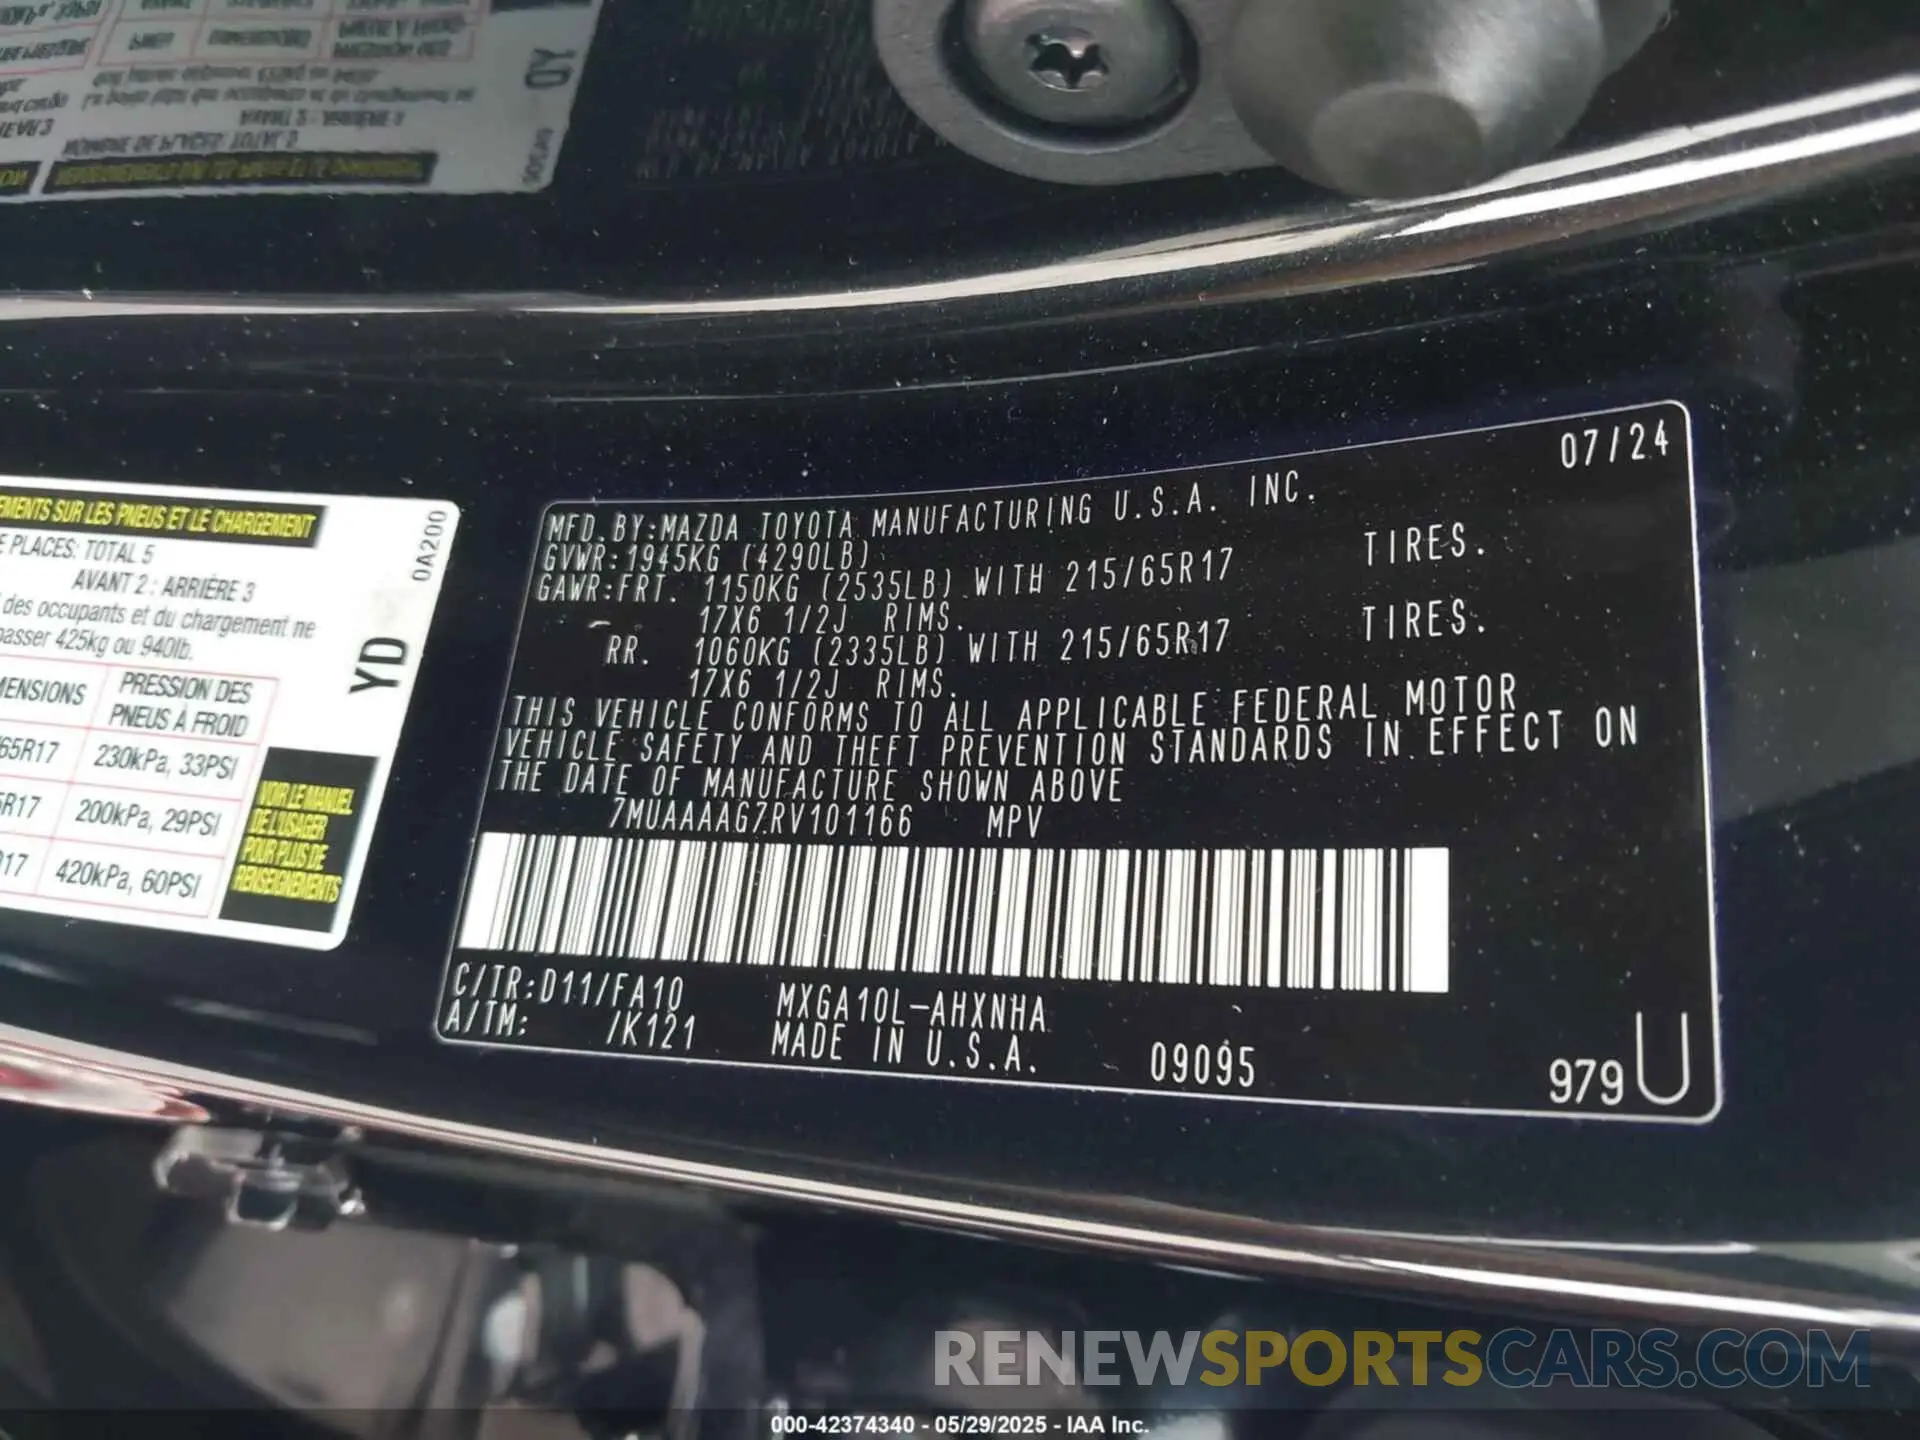 07/24
MFD. BY:MAZDA TOYOTA MANUFACTURING U.S.A. INC.
GVWR:1945KG (4290LB)
GAWR:FRT. 1150KG (2535LB) WITH 215/65R17 TIRES.
17X6 1/2J RIMS.
RR. 1060KG (2335LB) WITH 215/65R17 TIRES.
17X6 1/2J RIMS.
THIS VEHICLE CONFORMS TO ALL APPLICABLE FEDERAL MOTOR
VEHICLE SAFETY AND THEFT PREVENTION STANDARDS IN EFFECT ON
THE DATE OF MANUFACTURE SHOWN ABOVE
7MUAAAAG7RV101166 MPV
C/TR:D11/FA10 MXGA10L-AHXNHA
A/TM: /K121 MADE IN U.S.A. 09095
979U
SUR LES PNEUS ET LE CHARGEMENT
PLACES: TOTAL 5
AVANT 2 : ARRIÈRE 3
des occupants et du chargement ne
425kg ou 940lb.
0A200
YD
PRESSION DES
PNEUS À FROID
65R17 230kPa, 33PSI
R17 200kPa, 29PSI
17 420kPa, 60PSI
VOIR LE MANUEL
DE L'USAGER
POUR PLUS DE
RENSEIGNEMENTS
RENEWSPORTSCARS.COM
000-42374340 - 05/29/2025 - IAA Inc.